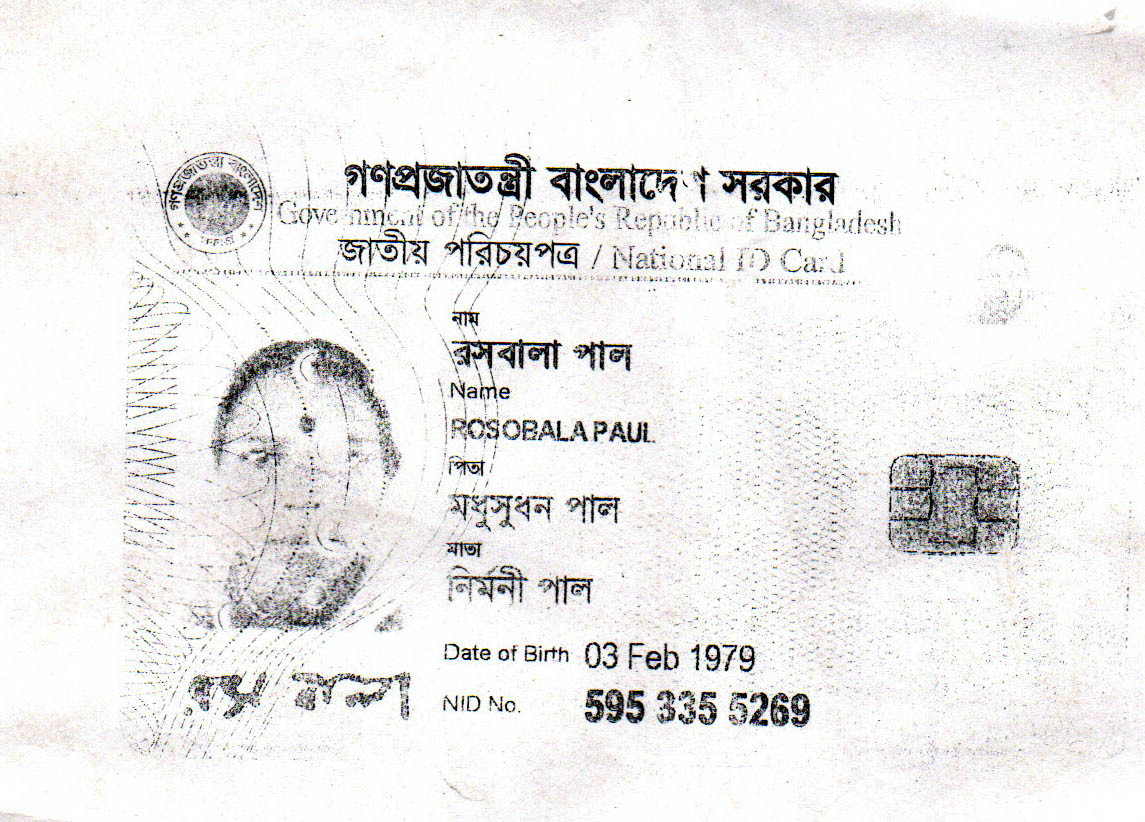 গণপ্রজাতন্ত্রী বাংলাদেশ সরকার
Government of the People's Republic of Bangladesh
জাতীয় পরিচয়পত্র / National ID Card
নাম
রসবালা পাল
Name
ROSOBALA PAUL
পিতা
মধুসুধন পাল
মাতা
নির্মনী পাল
Date of Birth 03 Feb 1979
NID No. 595 335 5269
রস বালা